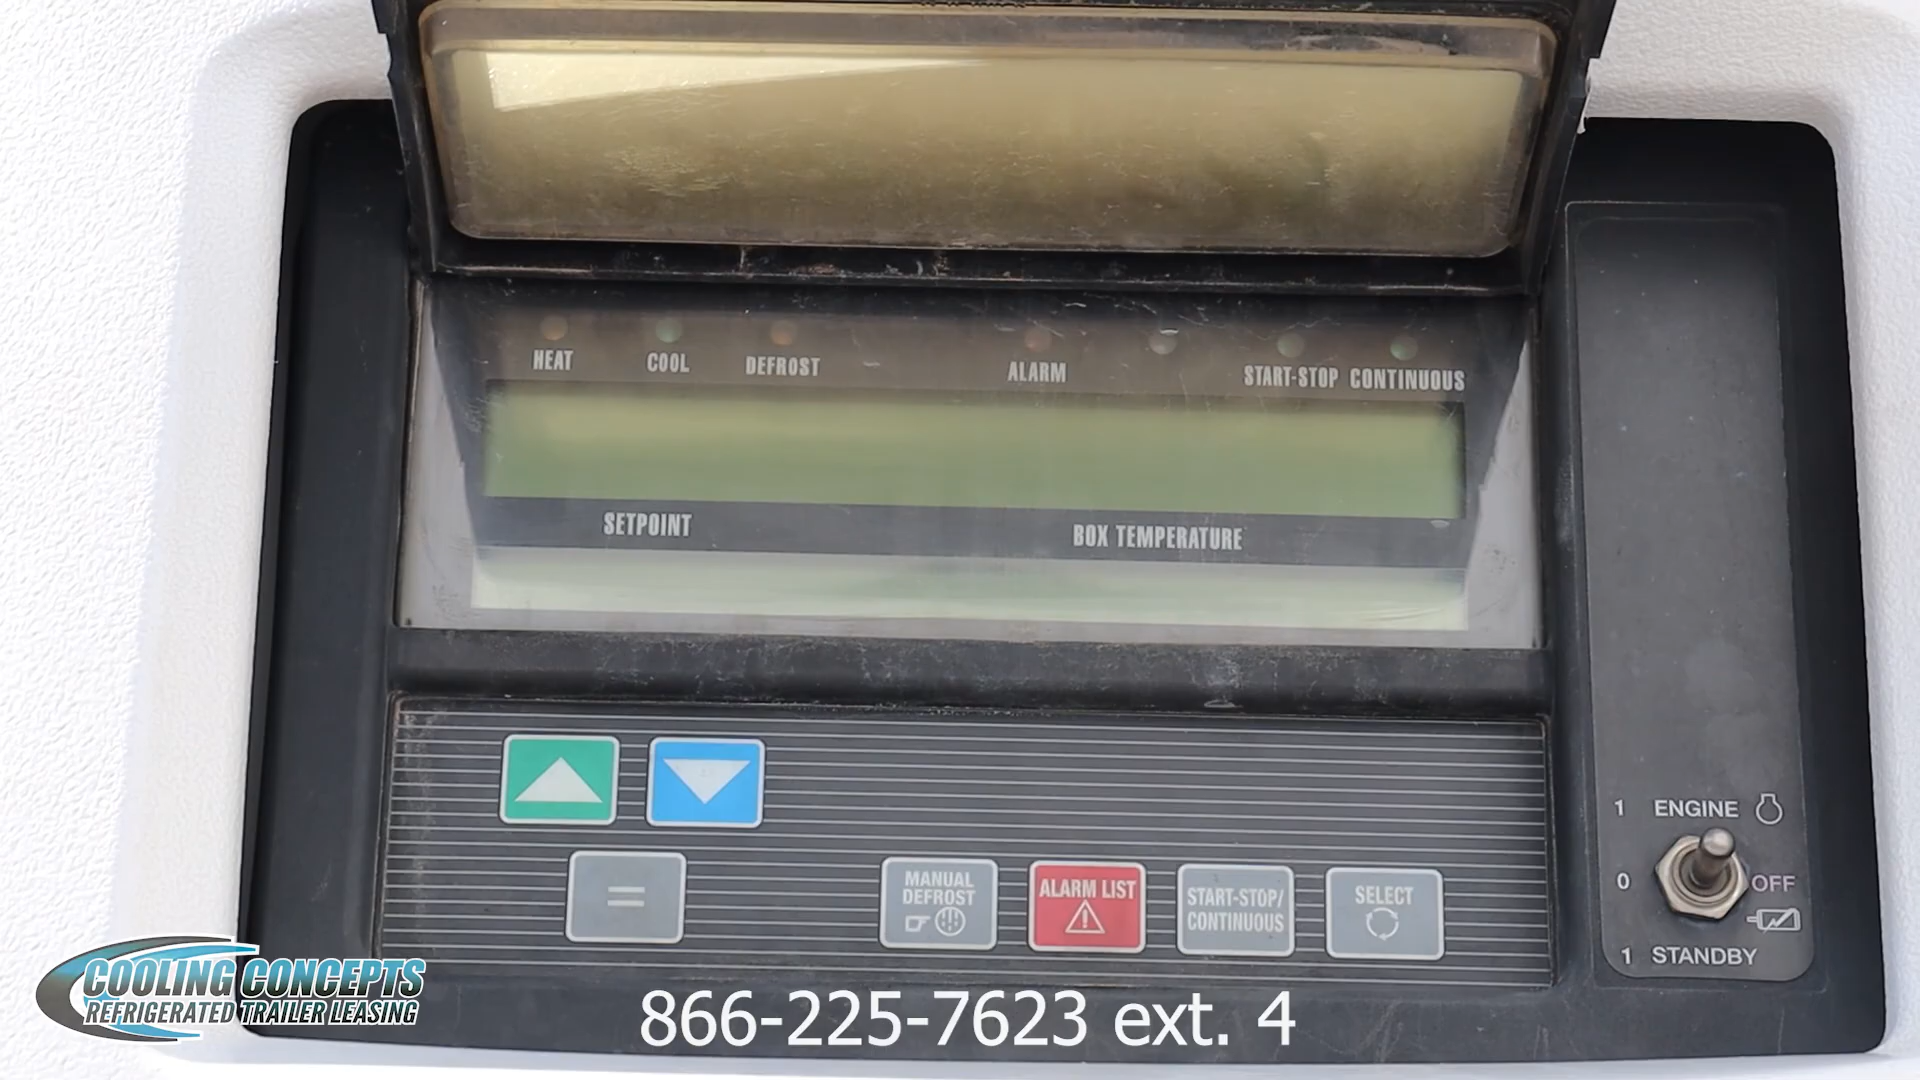 HEAT COOL DEFROST ALARM START-STOP CONTINUOUS
SETPOINT BOX TEMPERATURE
=
MANUAL
DEFROST
ALARM LIST
START-STOP/
CONTINUOUS
SELECT
1 ENGINE
0 OFF
1 STANDBY
COOLING CONCEPTS
REFRIGERATED TRAILER LEASING
866-225-7623 ext. 4